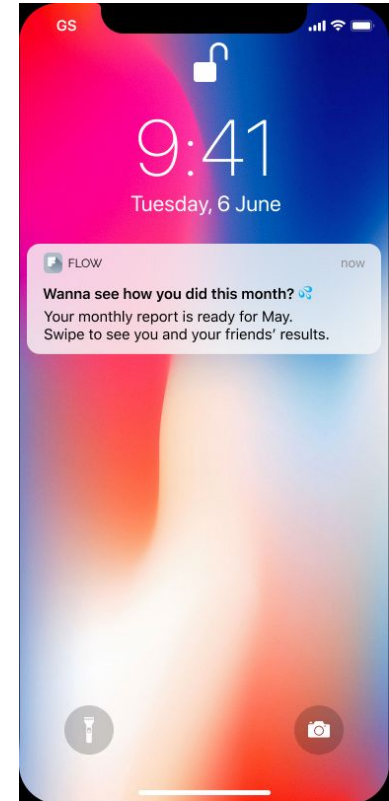 GS
9:41
Tuesday, 6 June
FLOW now
Wanna see how you did this month? 💦
Your monthly report is ready for May.
Swipe to see you and your friends’ results.